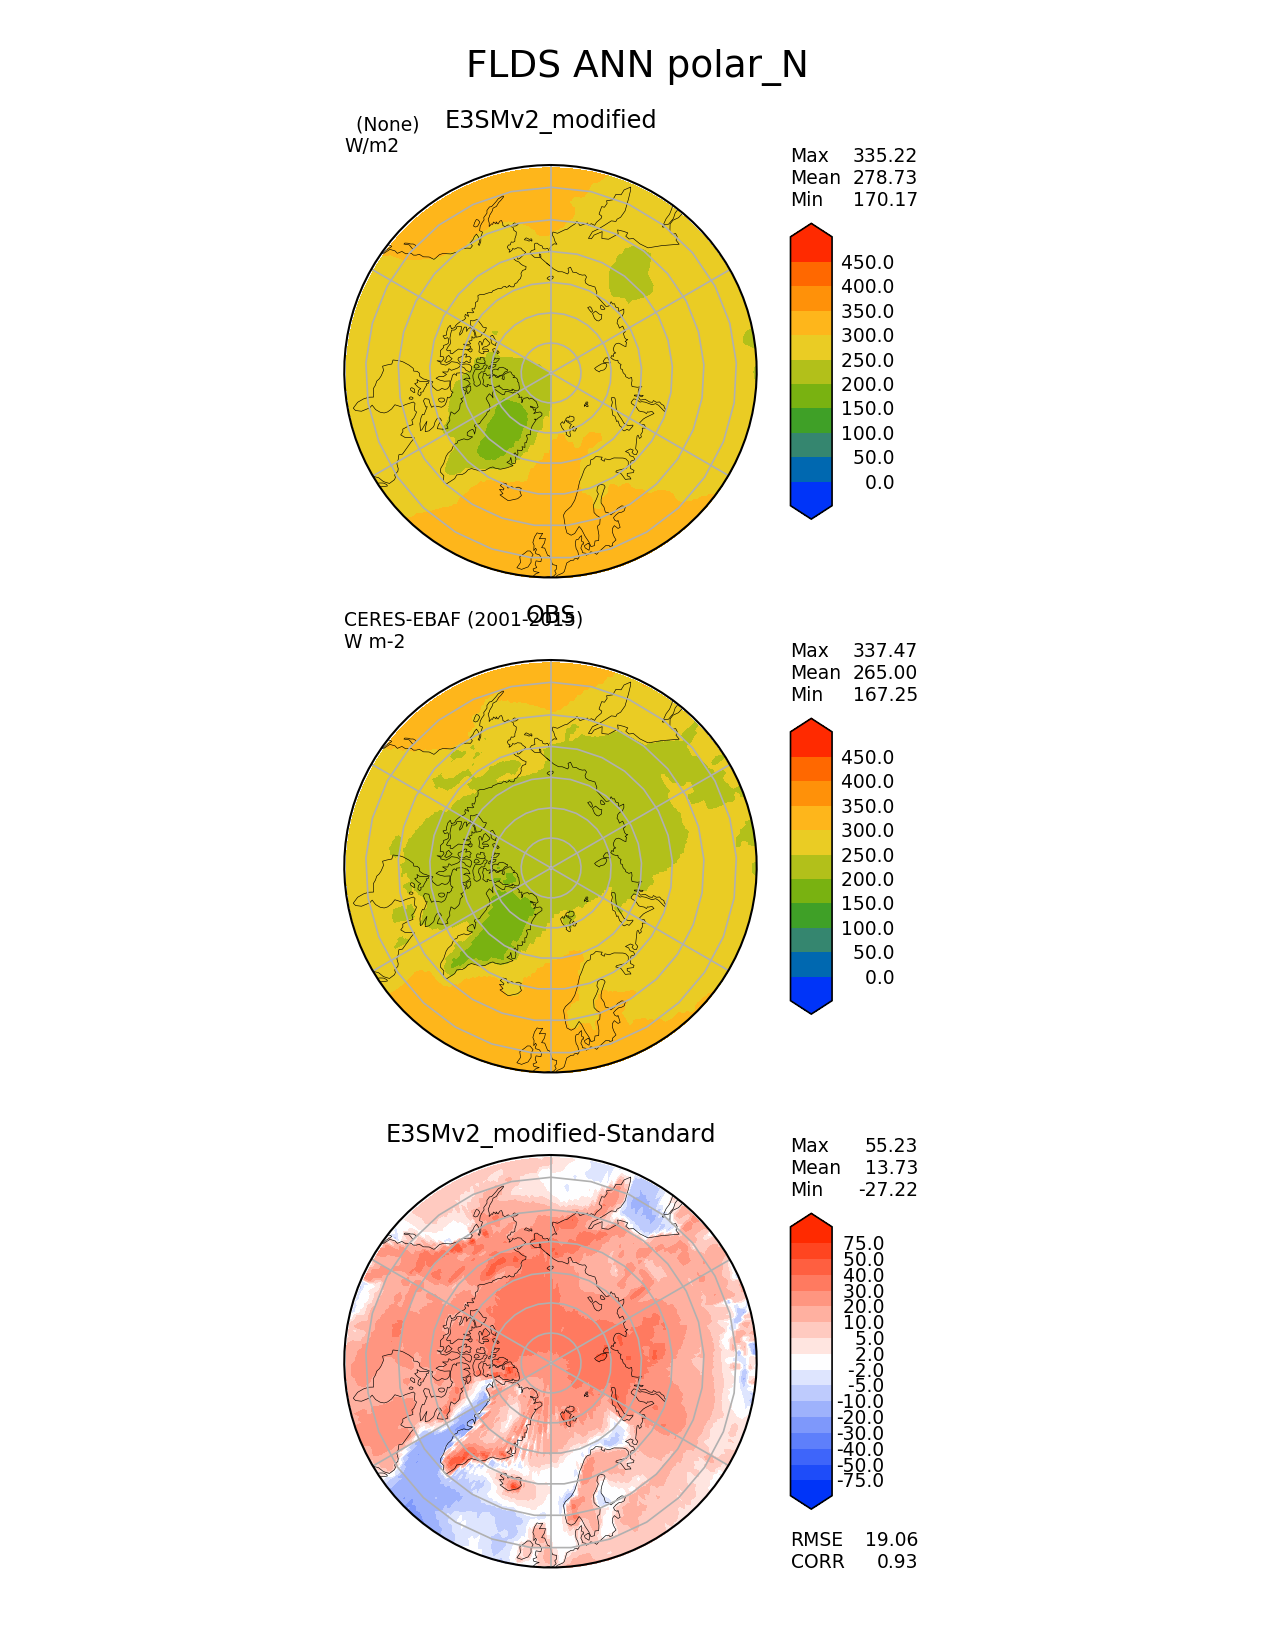 FLDS ANN polar_N
E3SMv2_modified
(None)
W/m2
Max 335.22
Mean 278.73
Min 170.17
450.0
400.0
350.0
300.0
250.0
200.0
150.0
100.0
50.0
0.0
OBS
CERES-EBAF (2001-2015)
W m-2
Max 337.47
Mean 265.00
Min 167.25
450.0
400.0
350.0
300.0
250.0
200.0
150.0
100.0
50.0
0.0
E3SMv2_modified-Standard
Max 55.23
Mean 13.73
Min -27.22
75.0
50.0
40.0
30.0
20.0
10.0
5.0
2.0
-2.0
-5.0
-10.0
-20.0
-30.0
-40.0
-50.0
-75.0
RMSE 19.06
CORR 0.93